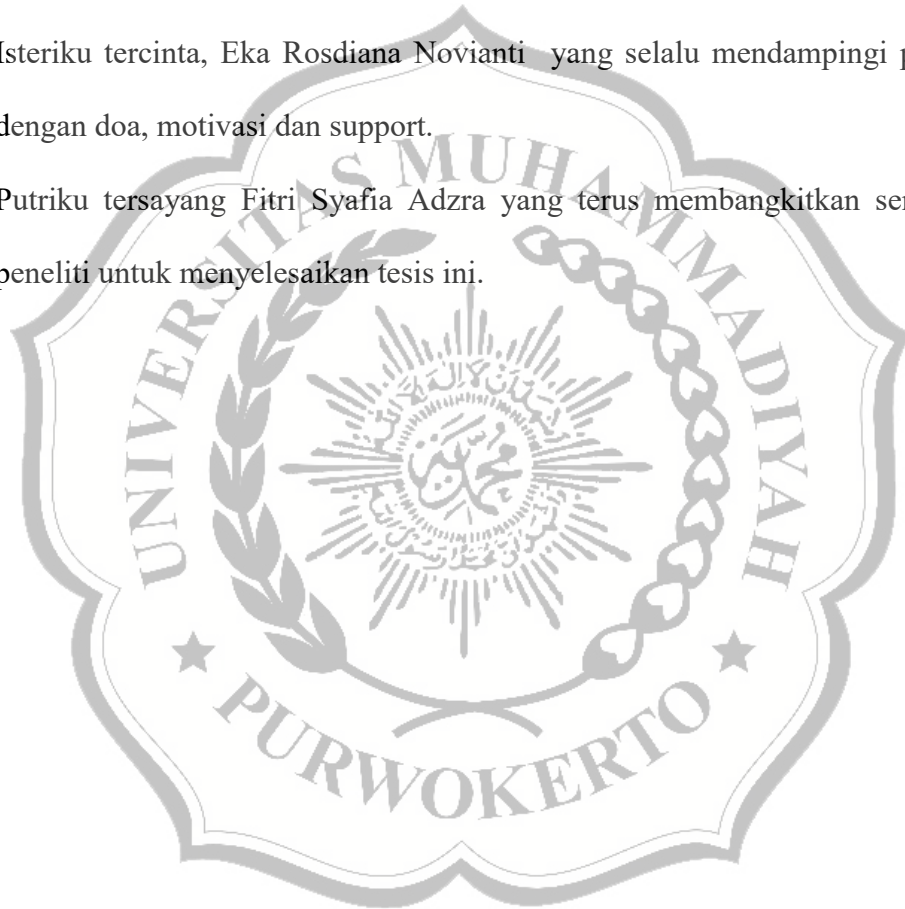 Isteriku tercinta, Eka Rosdiana Novianti yang selalu mendampingi p
dengan doa, motivasi dan support.
Putriku tersayang Fitri Syafia Adzra yang terus membangkitkan ser
peneliti untuk menyelesaikan tesis ini.
UNIVERSITAS MUHAMMADIYAH
PURWOKERTO